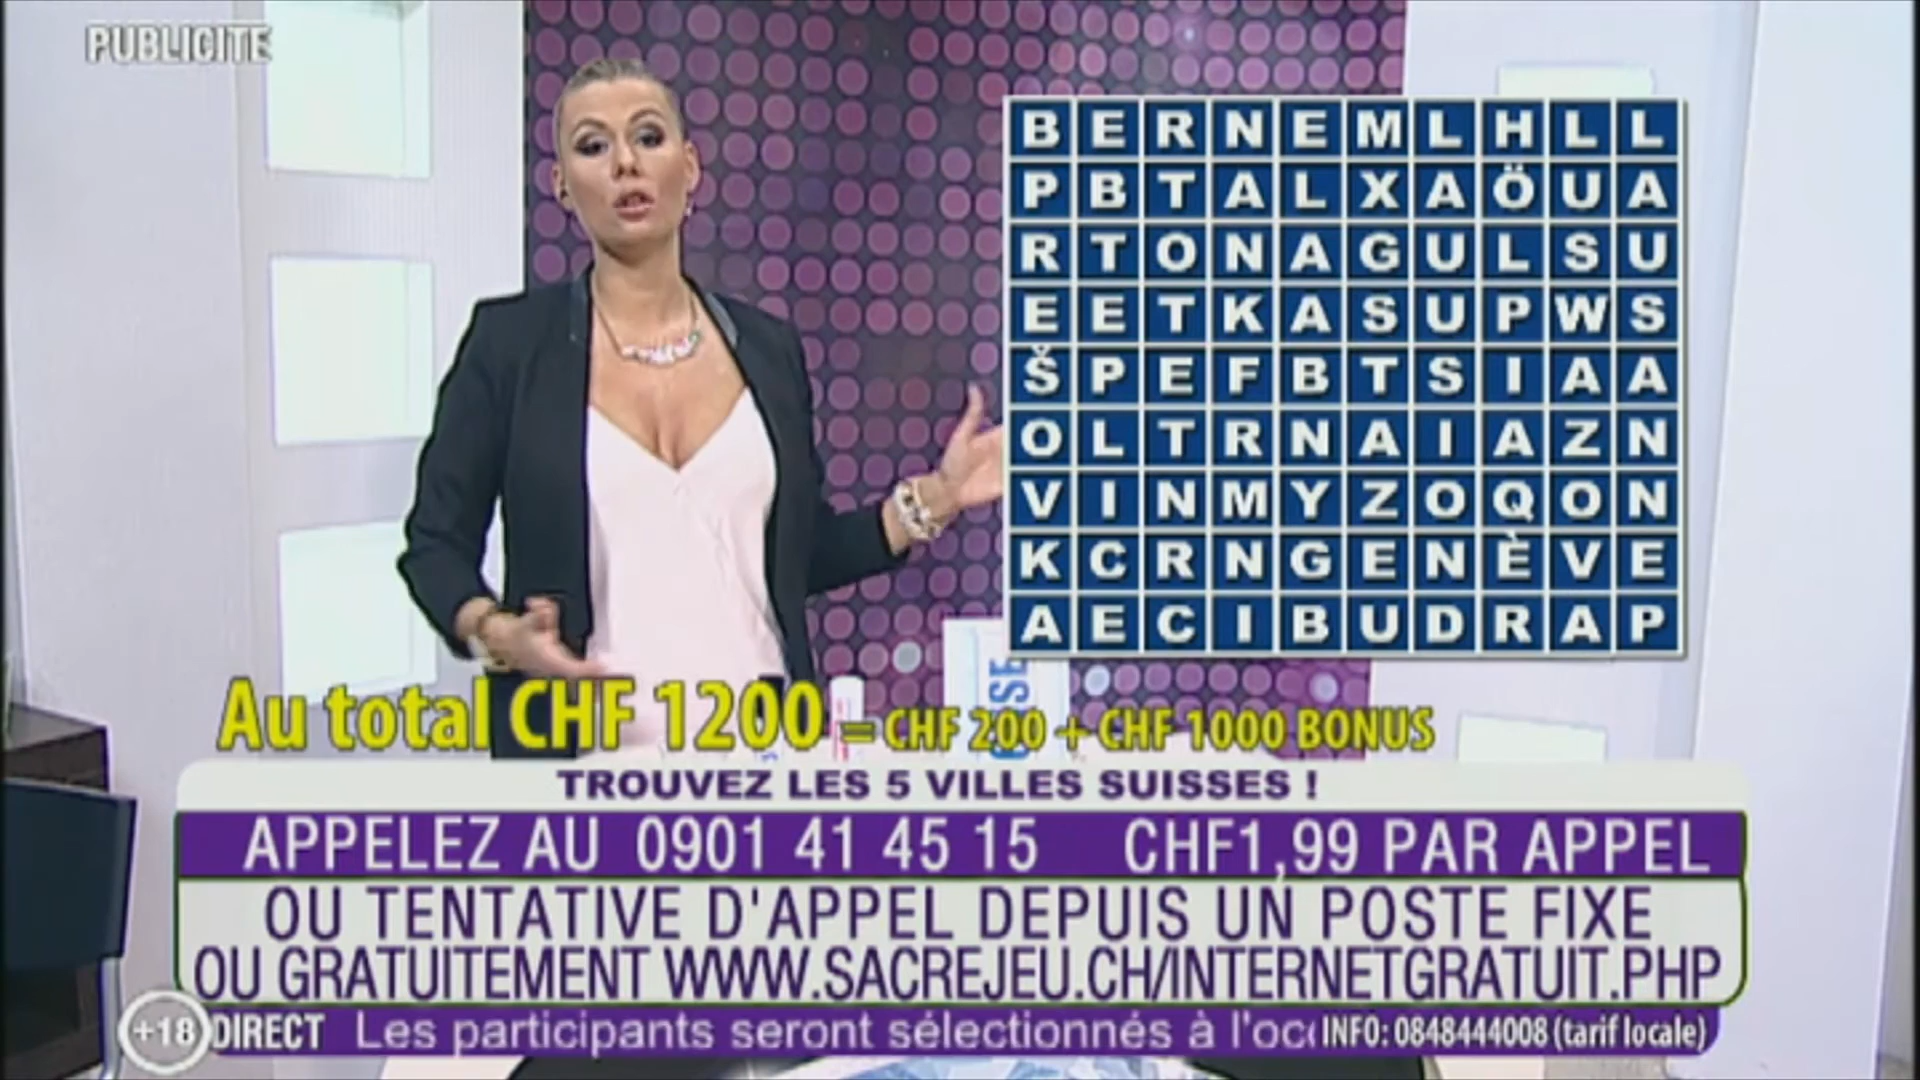 PUBLICITE
B E R N E M L H L L
P B T A L X A Ö U A
R T O N A G U L S U
E E T K A S U P W S
Š P E F B T S I A A
O L T R N A I A Z N
V I N M Y Z O Q O N
K C R N G E N È V E
A E C I B U D R A P
Au total CHF 1200 = CHF 200 + CHF 1000 BONUS
TROUVEZ LES 5 VILLES SUISSES !
APPELEZ AU 0901 41 45 15 CHF1,99 PAR APPEL
OU TENTATIVE D'APPEL DEPUIS UN POSTE FIXE
OU GRATUITEMENT WWW.SACREJEU.CH/INTERNETGRATUIT.PHP
+18 DIRECT Les participants seront sélectionnés à l'occ INFO: 0848444008 (tarif locale)